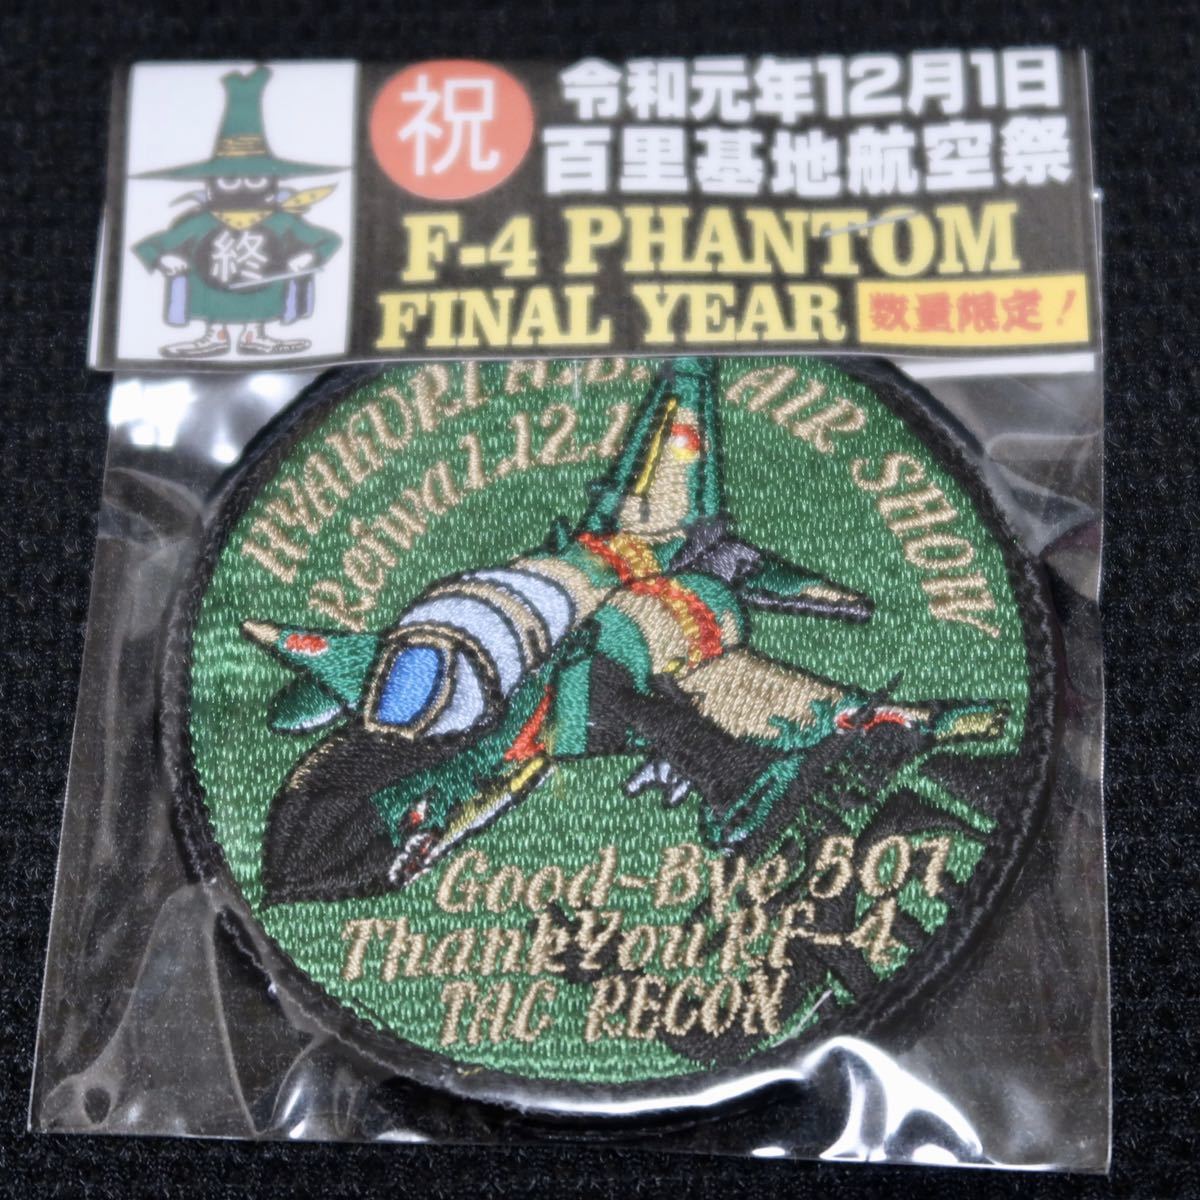 祝
令和元年12月1日
百里基地航空祭
終
F-4 PHANTOM
FINAL YEAR
数量限定!
HYAKURI A.B. AIR SHOW
Reiwa1.12.1
Good-Bye 501
Thank You RF-4
TAC RECON